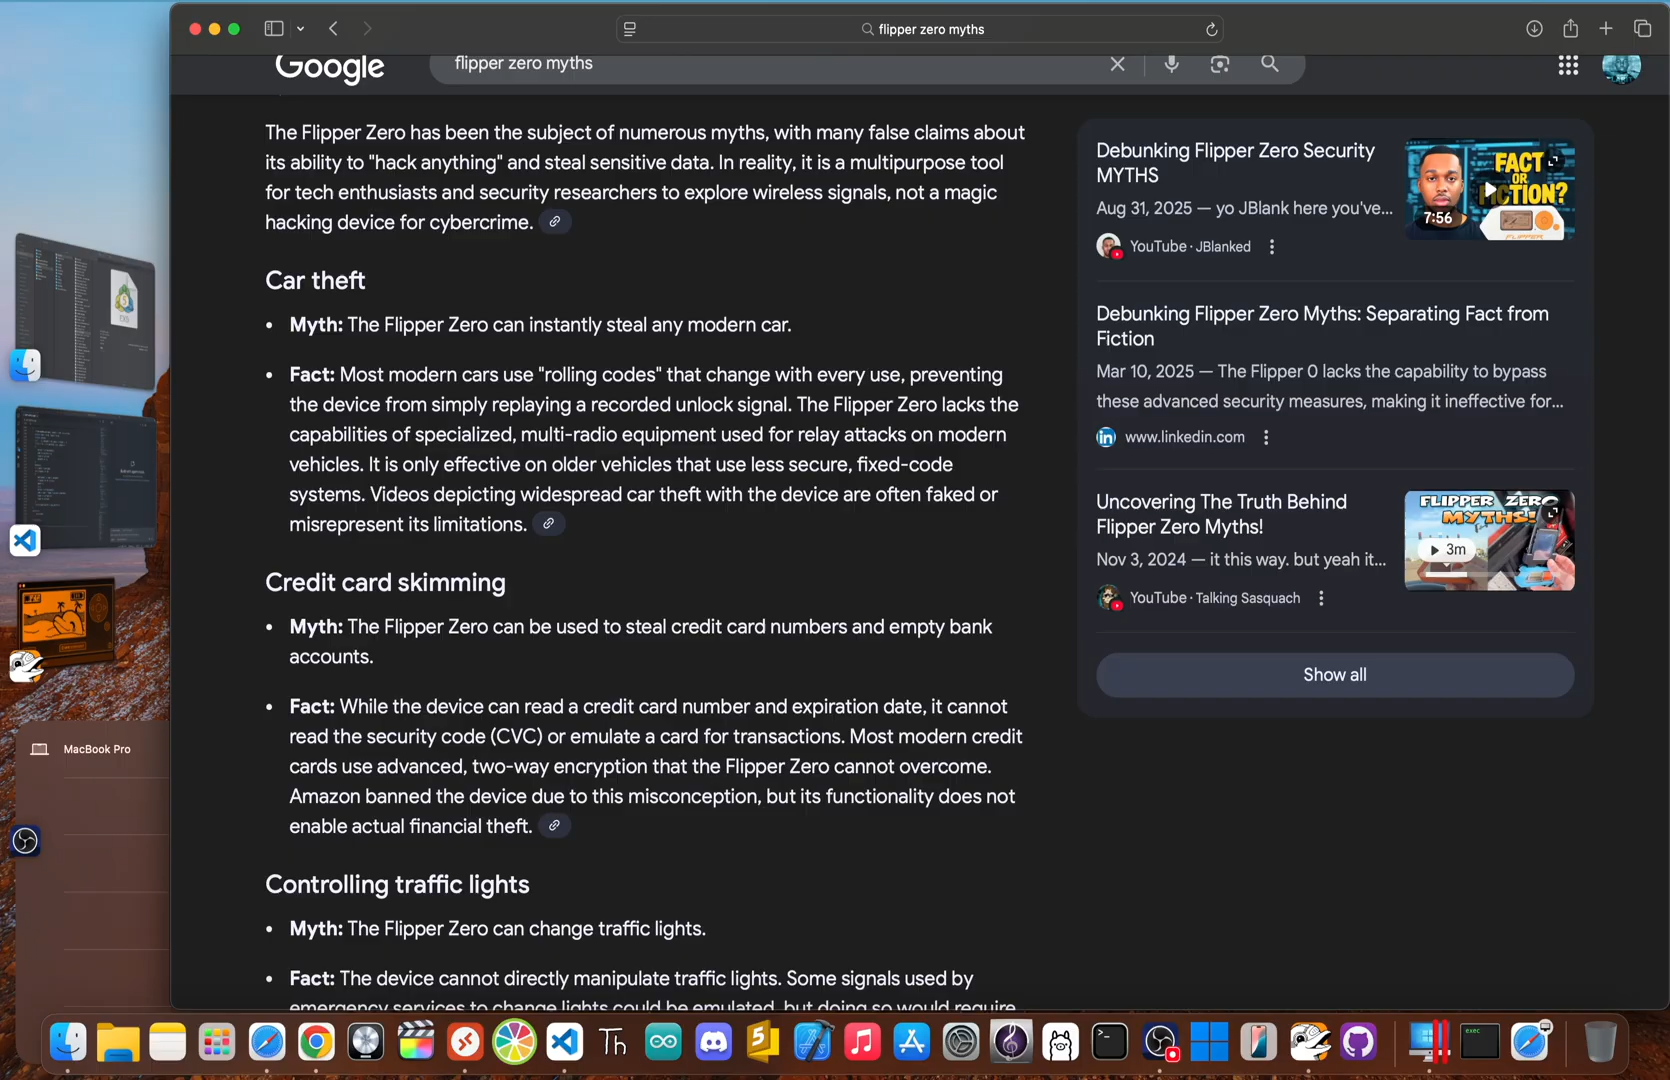 flipper zero myths
Google
flipper zero myths
The Flipper Zero has been the subject of numerous myths, with many false claims about
its ability to "hack anything" and steal sensitive data. In reality, it is a multipurpose tool
for tech enthusiasts and security researchers to explore wireless signals, not a magic
hacking device for cybercrime.
Car theft
• Myth: The Flipper Zero can instantly steal any modern car.
• Fact: Most modern cars use "rolling codes" that change with every use, preventing
the device from simply replaying a recorded unlock signal. The Flipper Zero lacks the
capabilities of specialized, multi-radio equipment used for relay attacks on modern
vehicles. It is only effective on older vehicles that use less secure, fixed-code
systems. Videos depicting widespread car theft with the device are often faked or
misrepresent its limitations.
Credit card skimming
• Myth: The Flipper Zero can be used to steal credit card numbers and empty bank
accounts.
• Fact: While the device can read a credit card number and expiration date, it cannot
read the security code (CVC) or emulate a card for transactions. Most modern credit
cards use advanced, two-way encryption that the Flipper Zero cannot overcome.
Amazon banned the device due to this misconception, but its functionality does not
enable actual financial theft.
Controlling traffic lights
• Myth: The Flipper Zero can change traffic lights.
• Fact: The device cannot directly manipulate traffic lights. Some signals used by
emergency services to change lights could be emulated, but doing so would require
Debunking Flipper Zero Security
MYTHS
Aug 31, 2025 — yo JBlank here you've...
YouTube · JBlanked
FACT
OR
FICTION?
7:56
FLIPPER
Debunking Flipper Zero Myths: Separating Fact from
Fiction
Mar 10, 2025 — The Flipper 0 lacks the capability to bypass
these advanced security measures, making it ineffective for...
www.linkedin.com
Uncovering The Truth Behind
Flipper Zero Myths!
Nov 3, 2024 — it this way. but yeah it...
YouTube · Talking Sasquach
FLIPPER ZERO
MYTHS!
3m
Show all
MacBook Pro
Th
exec